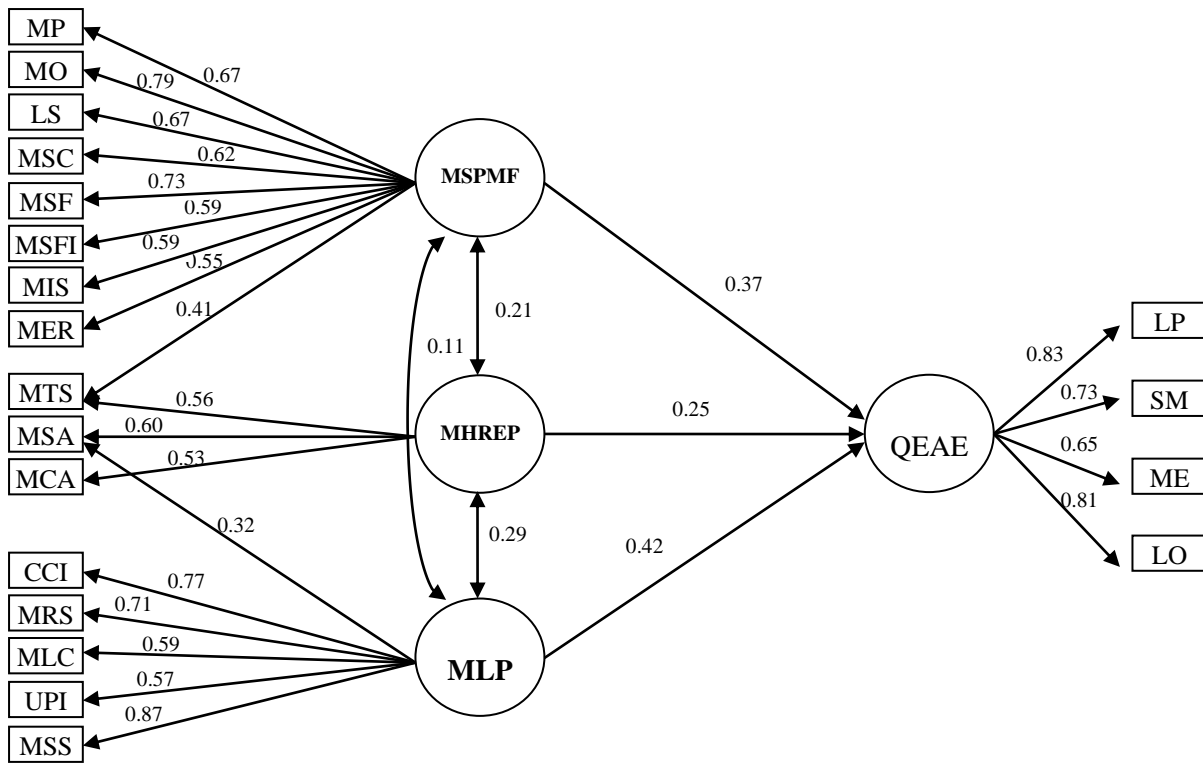 MP
0.67
MO
0.79
LS
0.67
MSC
0.62
MSF
0.73
MSFI
0.59
MIS
0.59
MER
0.55
MTS
0.41
0.56
MSA
0.60
MCA
0.53
0.32
CCI
0.77
MRS
0.71
MLC
0.59
UPI
0.57
MSS
0.87
MSPMF
0.21
0.11
MHREP
0.29
MLP
0.37
0.25
0.42
QEAE
0.83
LP
0.73
SM
0.65
ME
0.81
LO